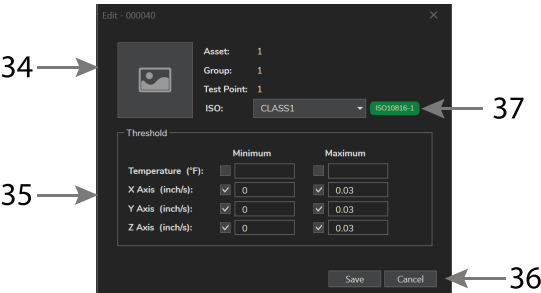 Edit - 000040
34
Asset: 1
Group: 1
Test Point: 1
ISO: CLASS1 ISO10816-1
37
Threshold
Minimum Maximum
Temperature (°F):
35
X Axis (inch/s): 0 0.03
Y Axis (inch/s): 0 0.03
Z Axis (inch/s): 0 0.03
Save Cancel
36